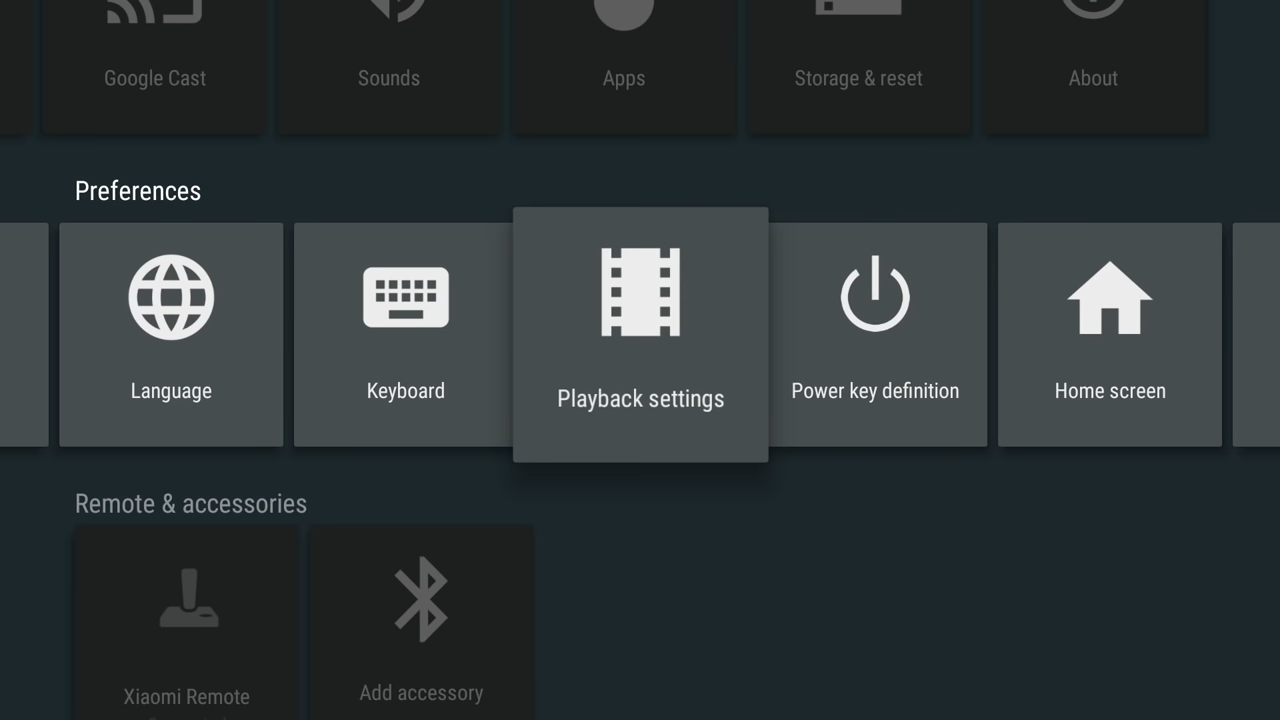 Google Cast
Sounds
Apps
Storage & reset
About
Preferences
Language
Keyboard
Playback settings
Power key definition
Home screen
Remote & accessories
Xiaomi Remote
Add accessory